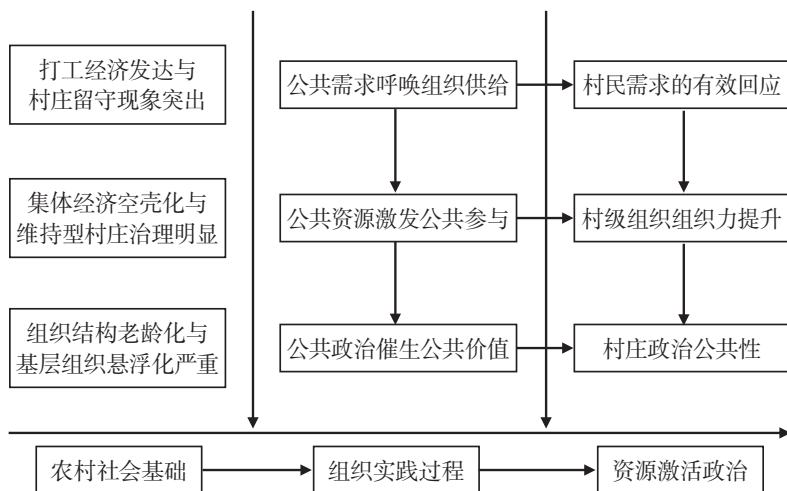 打工经济发达与
村庄留守现象突出
公共需求呼唤组织供给
村民需求的有效回应
集体经济空壳化与
维持型村庄治理明显
公共资源激发公共参与
村级组织组织力提升
组织结构老龄化与
基层组织悬浮化严重
公共政治催生公共价值
村庄政治公共性
农村社会基础
组织实践过程
资源激活政治